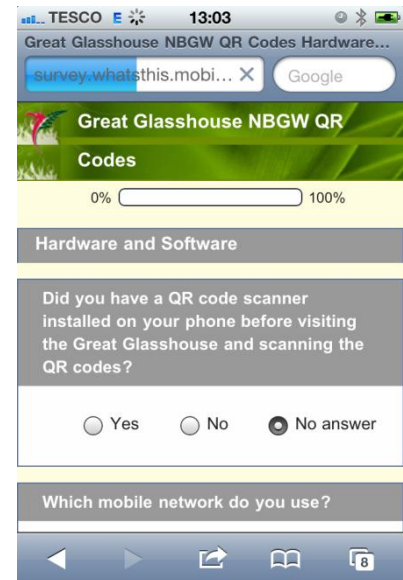 TESCO E 13:03
Great Glasshouse NBGW QR Codes Hardware...
survey.whatsthis.mobi... Google
Great Glasshouse NBGW QR
Codes
0% 100%
Hardware and Software
Did you have a QR code scanner
installed on your phone before visiting
the Great Glasshouse and scanning the
QR codes?
Yes No No answer
Which mobile network do you use?
8